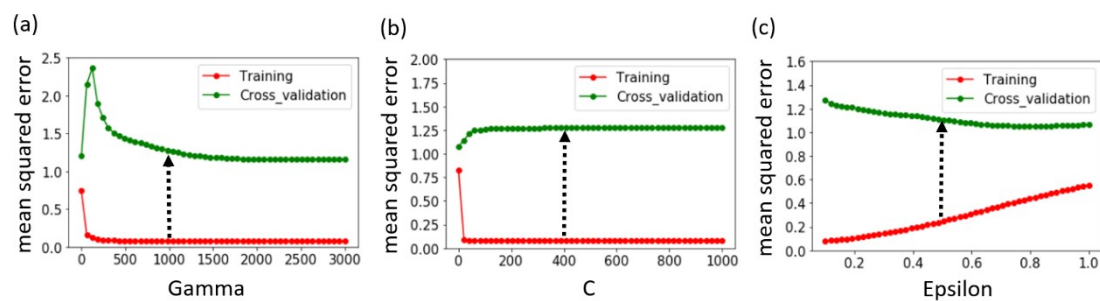 (a)
mean squared error
2.5
2.0
1.5
1.0
0.5
0.0
Training
Cross_validation
0 500 1000 1500 2000 2500 3000
Gamma
(b)
mean squared error
2.00
1.75
1.50
1.25
1.00
0.75
0.50
0.25
0.00
Training
Cross_validation
0 200 400 600 800 1000
C
(c)
mean squared error
1.6
1.4
1.2
1.0
0.8
0.6
0.4
0.2
0.0
Training
Cross_validation
0.2 0.4 0.6 0.8 1.0
Epsilon